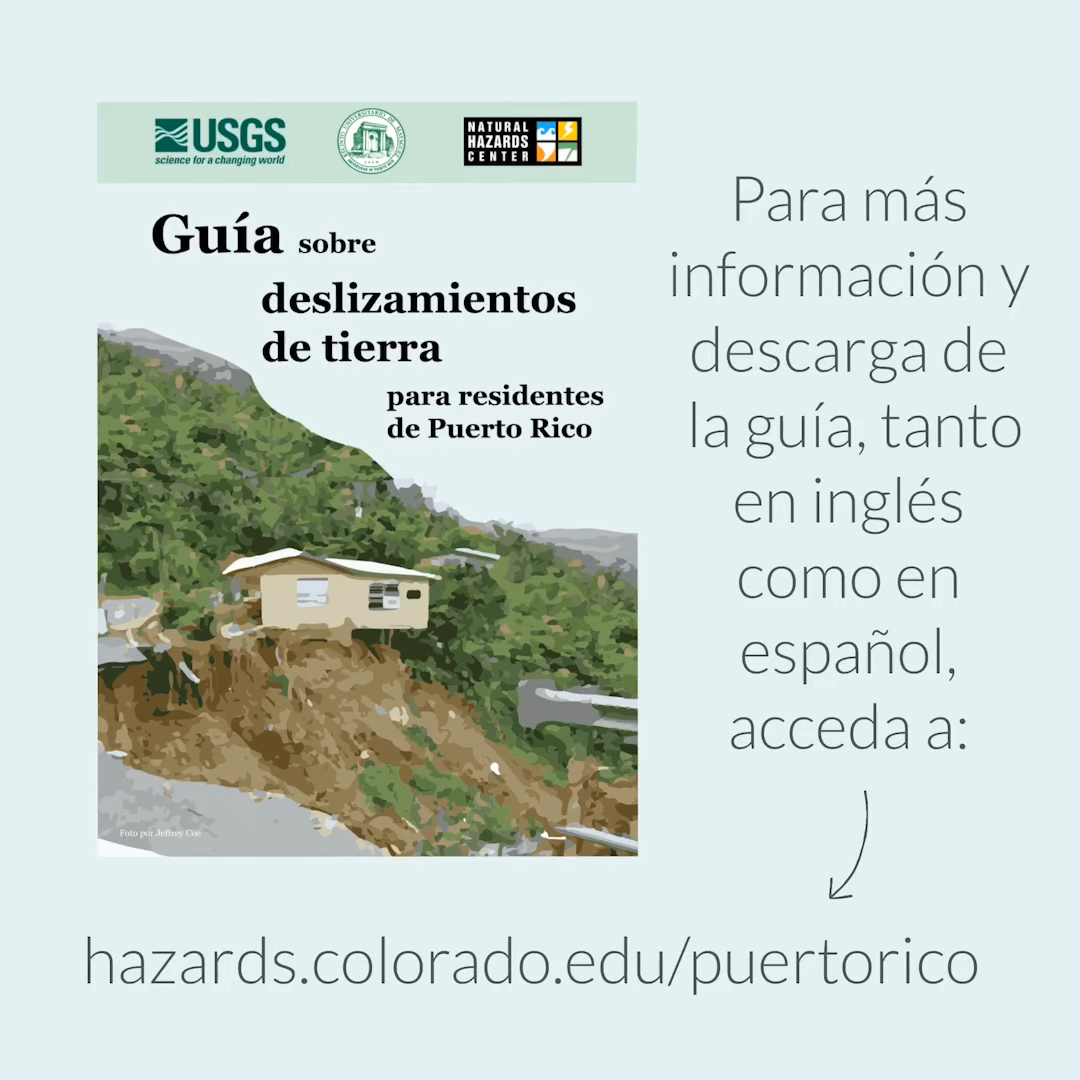 USGS
science for a changing world
NATURAL
HAZARDS
CENTER
Guía sobre
deslizamientos
de tierra
para residentes
de Puerto Rico
Foto por Jeffrey Coe
Para más
información y
descarga de
la guía, tanto
en inglés
como en
español,
acceda a:
hazards.colorado.edu/puertorico